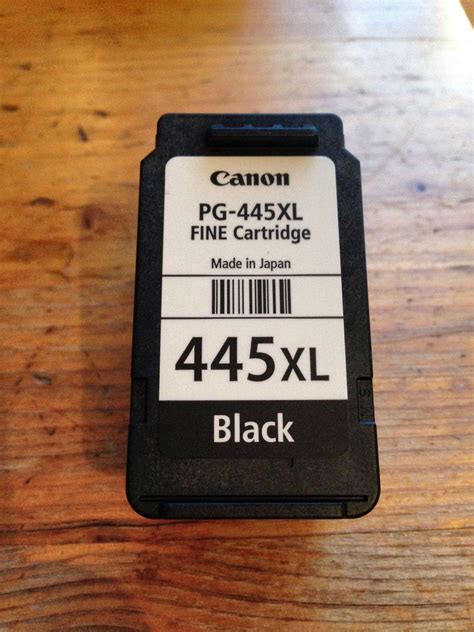 Canon
PG-445XL
FINE Cartridge
Made in Japan
445XL
Black